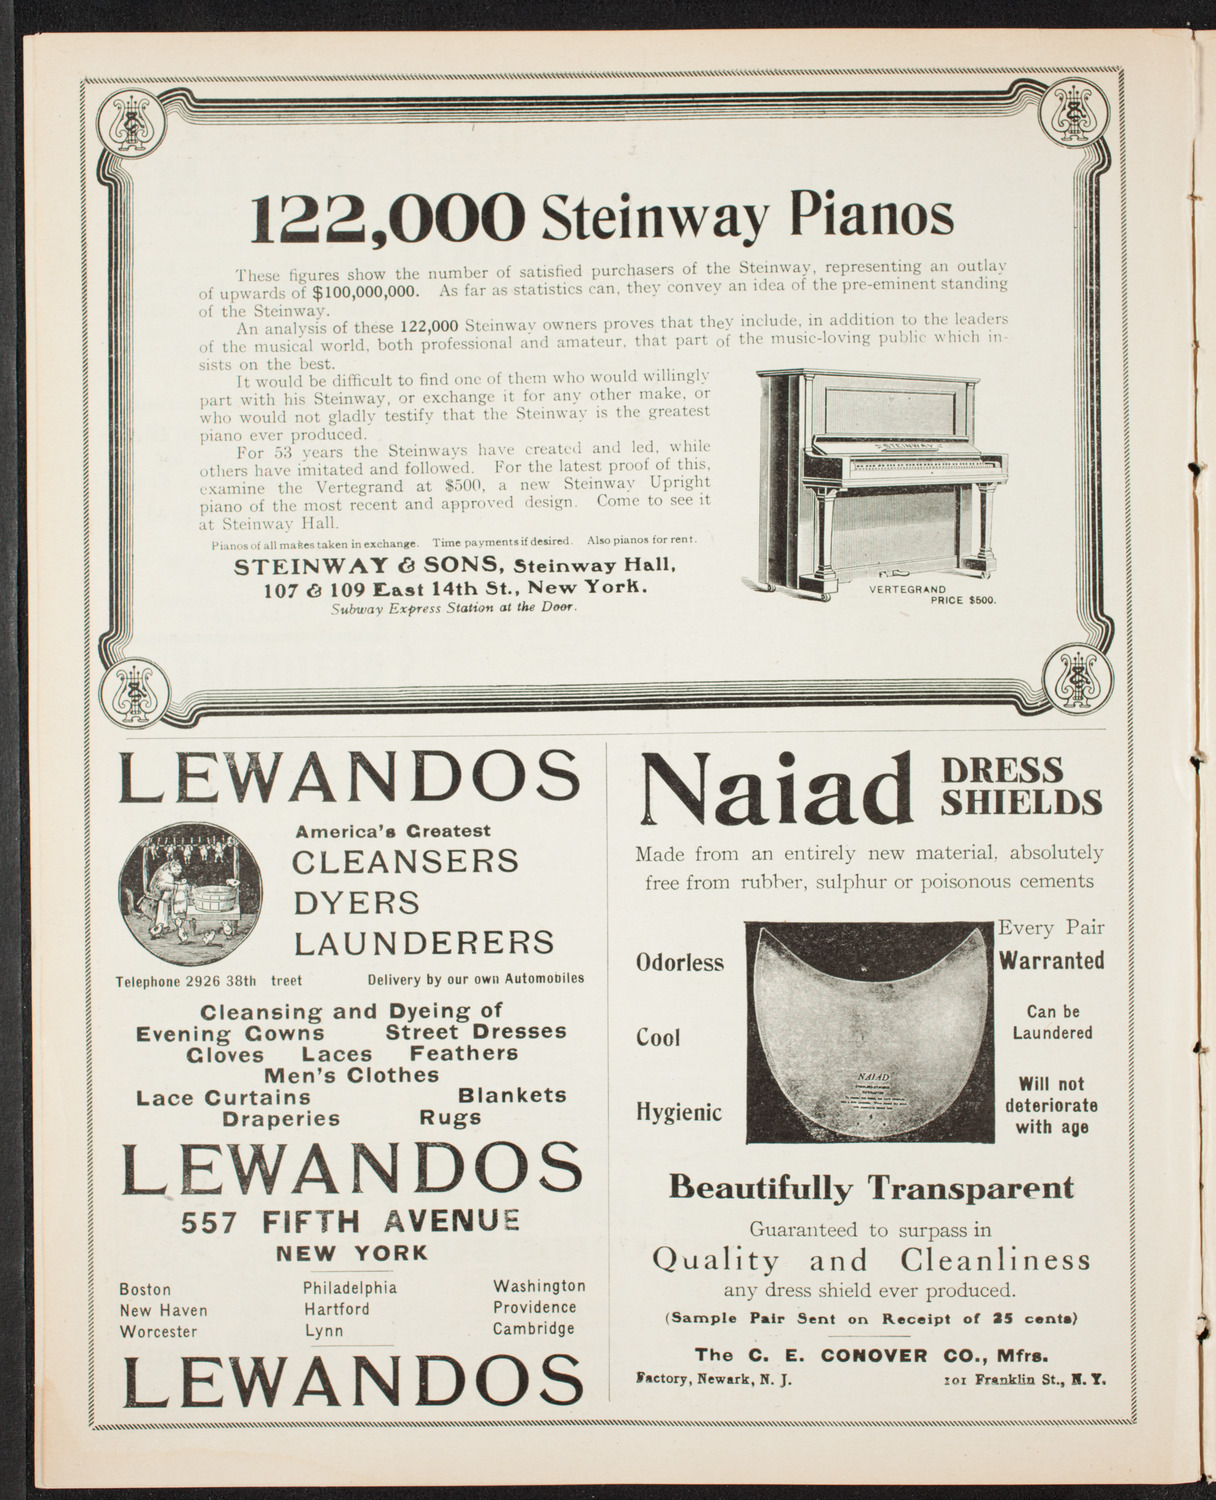 122,000 Steinway Pianos
These figures show the number of satisfied purchasers of the Steinway, representing an outlay
of upwards of $100,000,000. As far as statistics can, they convey an idea of the pre-eminent standing
of the Steinway.
An analysis of these 122,000 Steinway owners proves that they include, in addition to the leaders
of the musical world, both professional and amateur, that part of the music-loving public which in-
sists on the best.
It would be difficult to find one of them who would willingly
part with his Steinway, or exchange it for any other make, or
who would not gladly testify that the Steinway is the greatest
piano ever produced.
For 53 years the Steinways have created and led, while
others have imitated and followed. For the latest proof of this,
examine the Vertegrand at $500, a new Steinway Upright
piano of the most recent and approved design. Come to see it
at Steinway Hall.
Pianos of all makes taken in exchange. Time payments if desired. Also pianos for rent.
STEINWAY & SONS, Steinway Hall,
107 & 109 East 14th St., New York.
Subway Express Station at the Door.
STEINWAY
VERTEGRAND
PRICE $500.
LEWANDOS
America's Greatest
CLEANSERS
DYERS
LAUNDERERS
Telephone 2926 38th treet Delivery by our own Automobiles
Cleansing and Dyeing of
Evening Gowns Street Dresses
Gloves Laces Feathers
Men's Clothes
Lace Curtains Blankets
Draperies Rugs
LEWANDOS
557 FIFTH AVENUE
NEW YORK
Boston Philadelphia Washington
New Haven Hartford Providence
Worcester Lynn Cambridge
LEWANDOS
Naiad DRESS
SHIELDS
Made from an entirely new material, absolutely
free from rubber, sulphur or poisonous cements
Odorless
Cool
Hygienic
NAIAD
Every Pair
Warranted
Can be
Laundered
Will not
deteriorate
with age
Beautifully Transparent
Guaranteed to surpass in
Quality and Cleanliness
any dress shield ever produced.
(Sample Pair Sent on Receipt of 25 cents)
The C. E. CONOVER CO., Mfrs.
Factory, Newark, N. J. 101 Franklin St., N. Y.